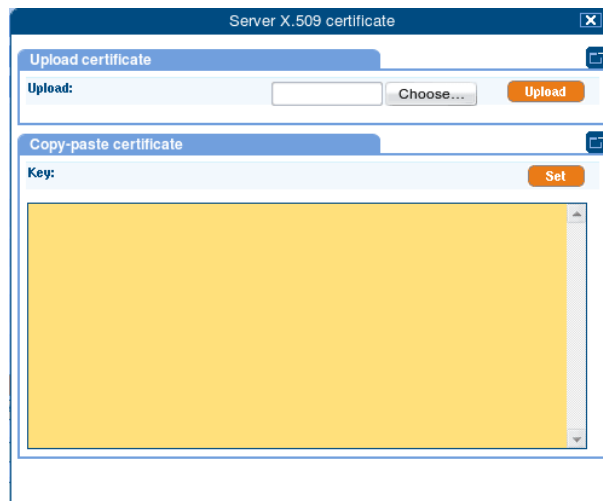 Server X.509 certificate
Upload certificate
Upload:
Choose...
Upload
Copy-paste certificate
Key:
Set